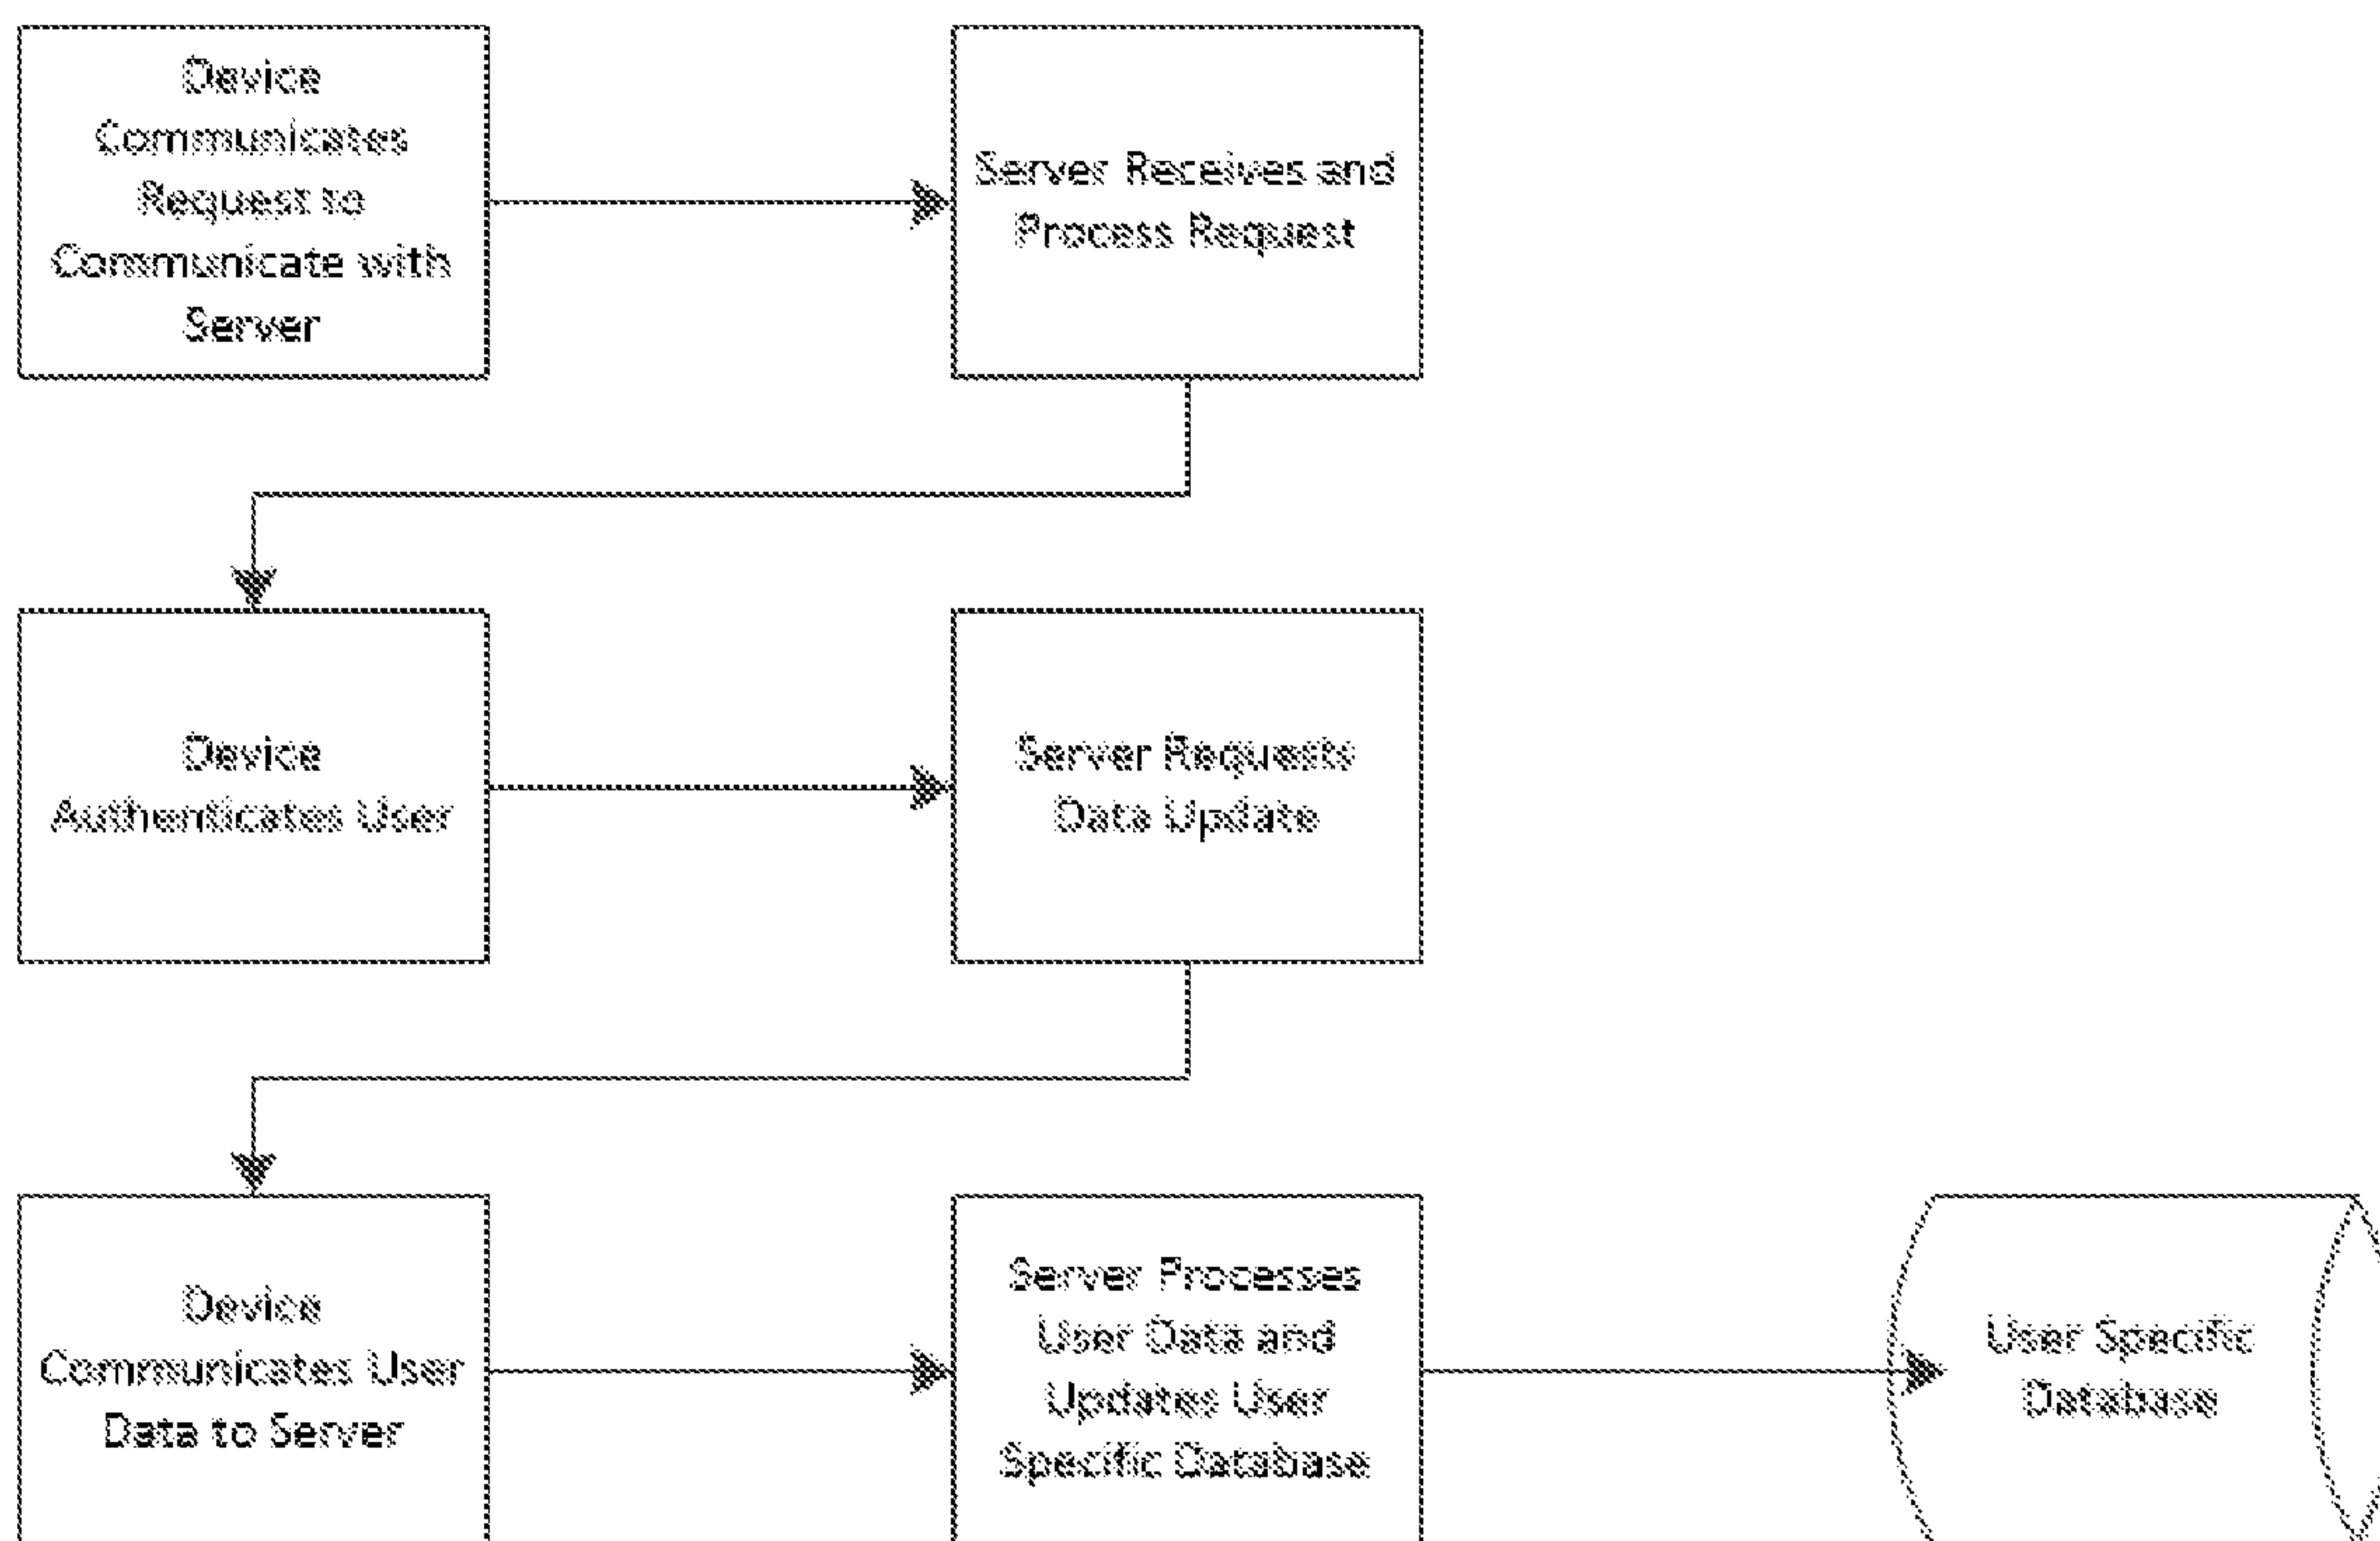 Device
Communicates
Request to
Communicate with
Server
Server Receives and
Process Request
Device
Authenticates User
Server Requests
Data Update
Device
Communicates User
Data to Server
Server Processes
User Data and
Updates User
Specific Database
User Specific
Database